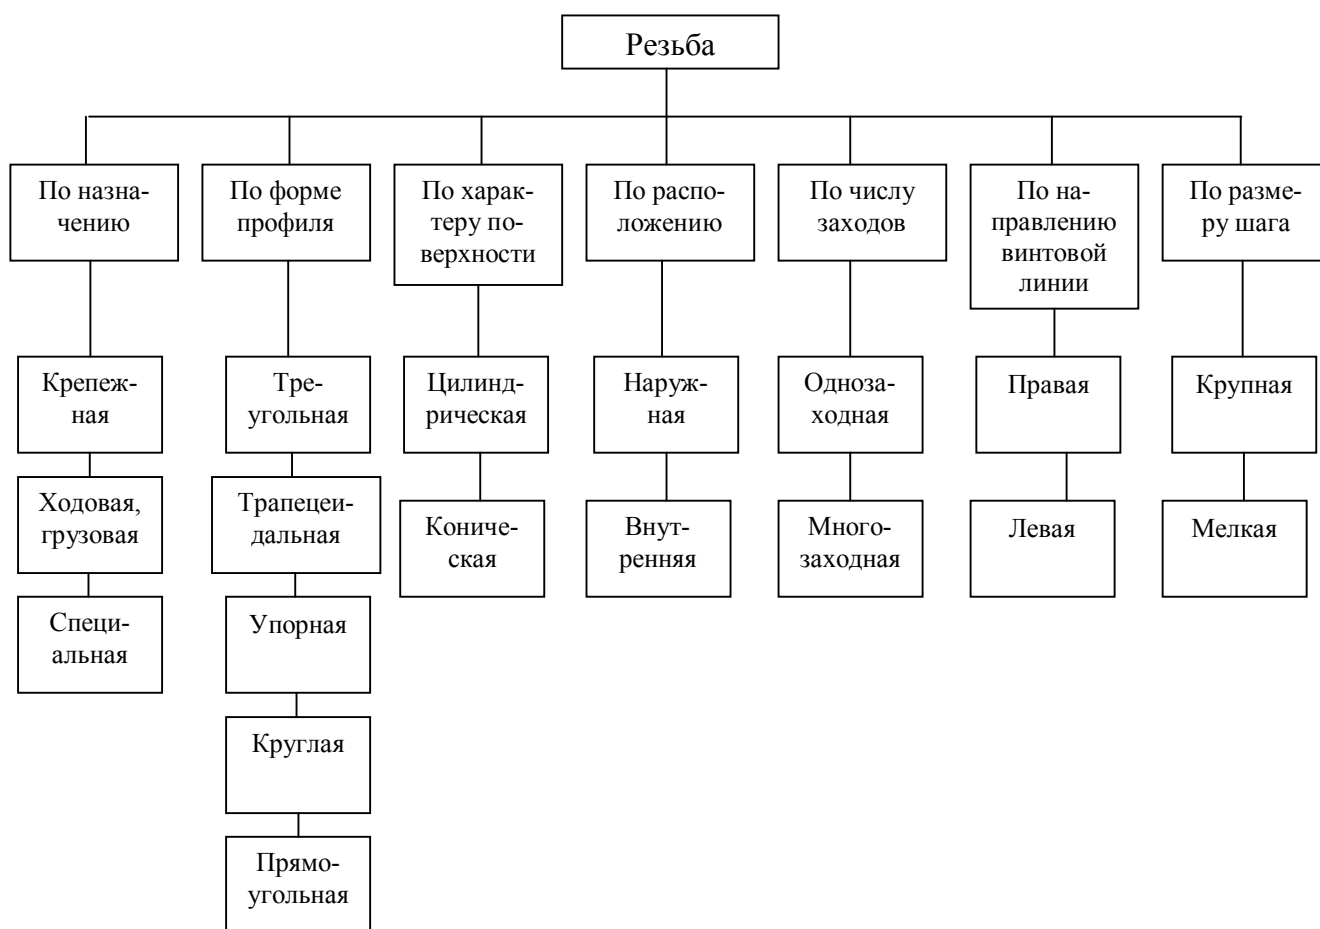 Резьба
По назна-
чению
По форме
профиля
По харак-
теру по-
верхности
По распо-
ложению
По числу
заходов
По на-
правлению
винтовой
линии
По разме-
ру шага
Крепеж-
ная
Тре-
угольная
Цилинд-
рическая
Наруж-
ная
Одноза-
ходная
Правая
Крупная
Ходовая,
грузовая
Трапецеи-
дальная
Кониче-
ская
Внут-
ренняя
Много-
заходная
Левая
Мелкая
Специ-
альная
Упорная
Круглая
Прямо-
угольная